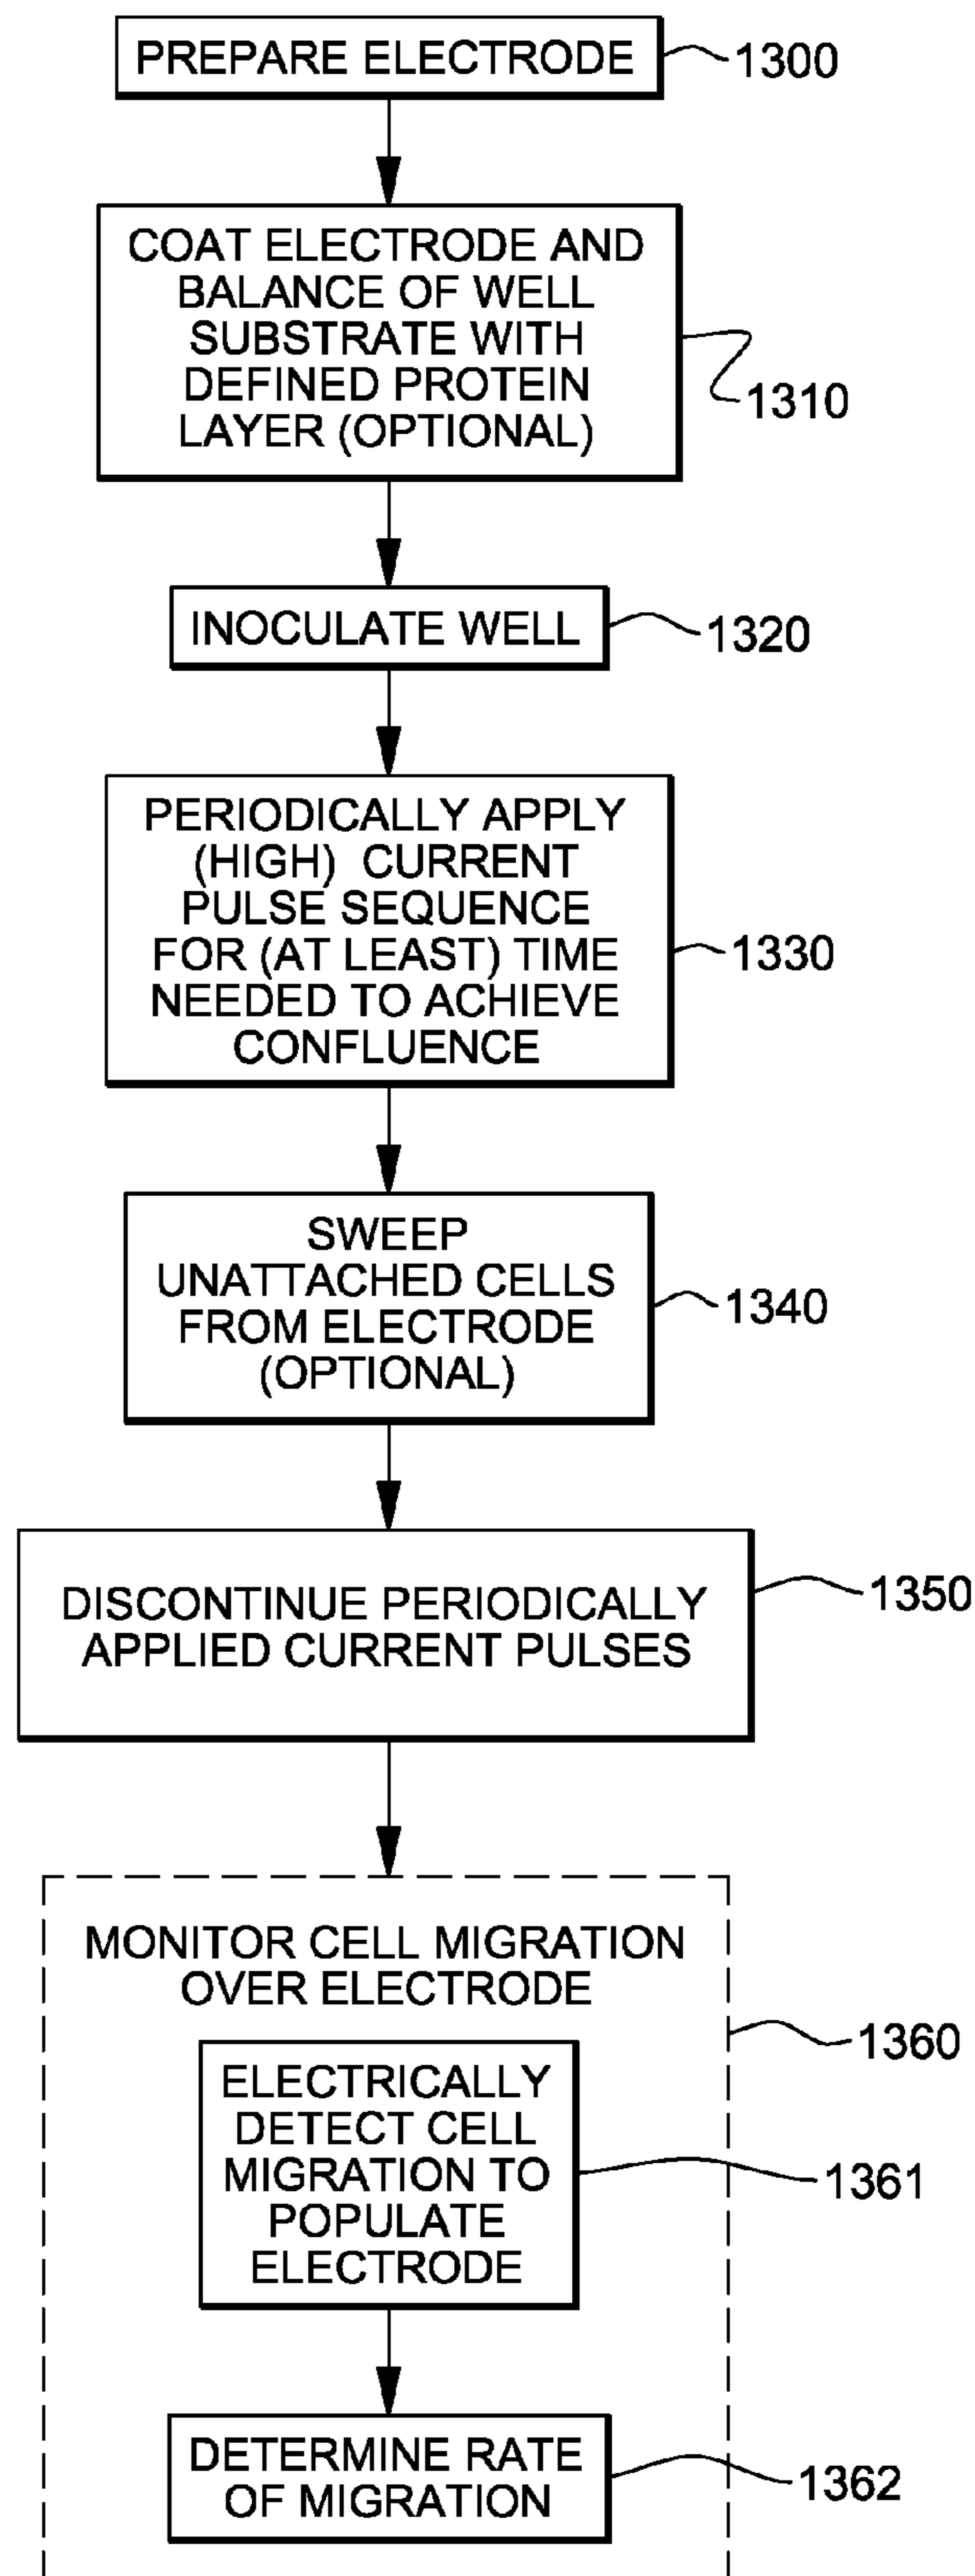 PREPARE ELECTRODE
1300
COAT ELECTRODE AND
BALANCE OF WELL
SUBSTRATE WITH
DEFINED PROTEIN
LAYER (OPTIONAL)
1310
INOCULATE WELL
1320
PERIODICALLY APPLY
(HIGH) CURRENT
PULSE SEQUENCE
FOR (AT LEAST) TIME
NEEDED TO ACHIEVE
CONFLUENCE
1330
SWEEP
UNATTACHED CELLS
FROM ELECTRODE
(OPTIONAL)
1340
DISCONTINUE PERIODICALLY
APPLIED CURRENT PULSES
1350
MONITOR CELL MIGRATION
OVER ELECTRODE
1360
ELECTRICALLY
DETECT CELL
MIGRATION TO
POPULATE
ELECTRODE
1361
DETERMINE RATE
OF MIGRATION
1362